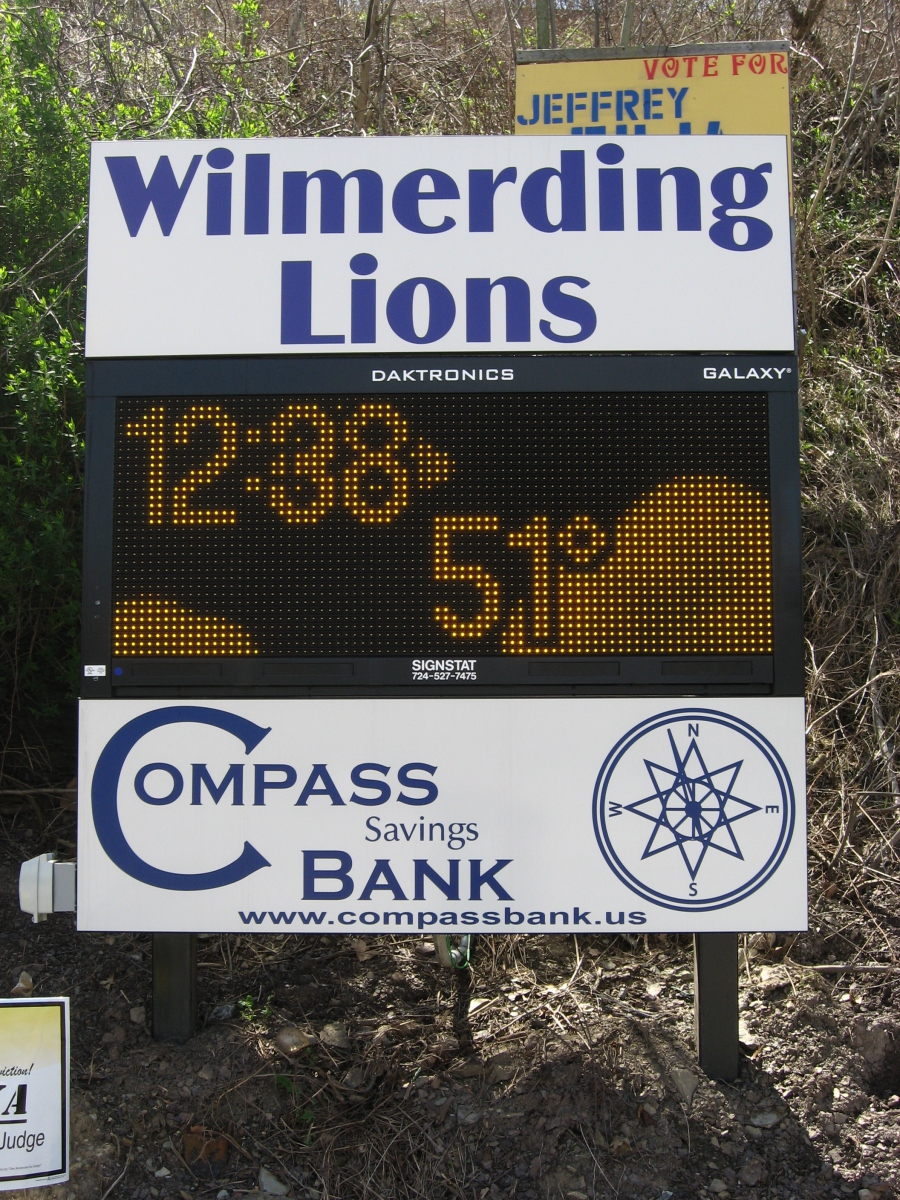 VOTE FOR
JEFFREY
Wilmerding
Lions
DAKTRONICS GALAXY®
12:38
51°
SIGNSTAT
724-527-7475
COMPASS
Savings
BANK
www.compassbank.us
N
W E
S
Judge